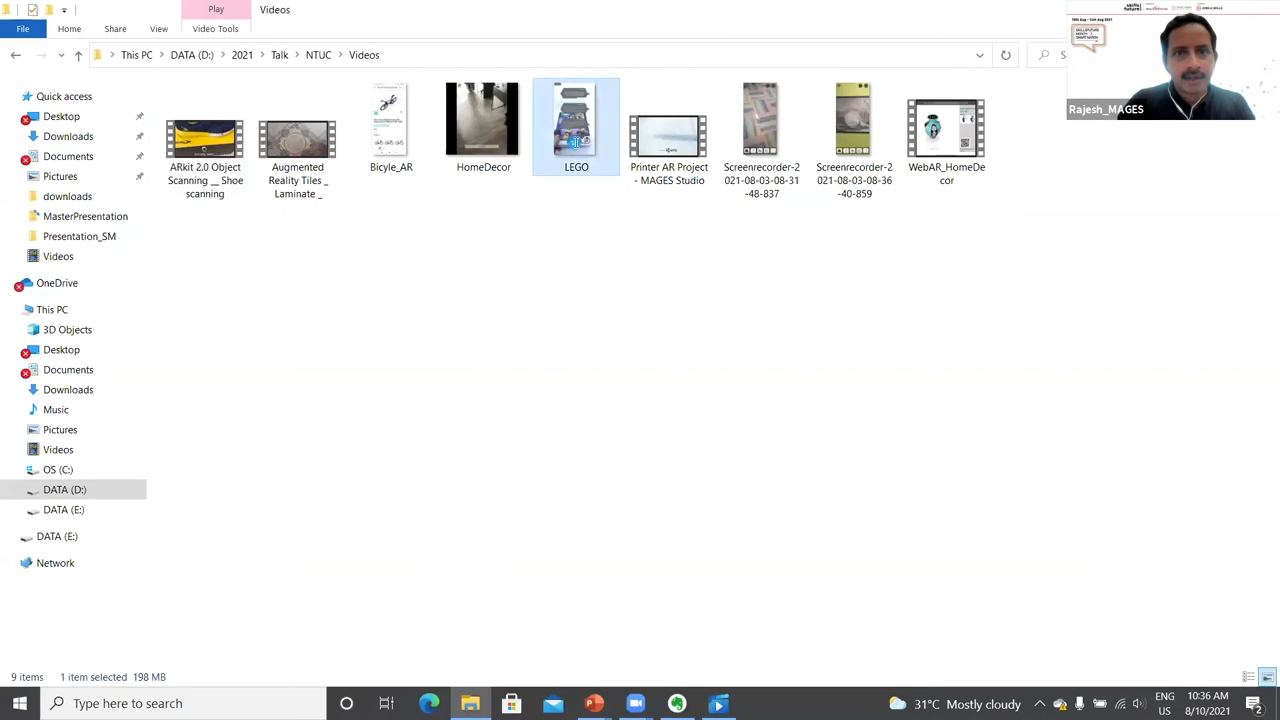 Play
Videos
File
Home
Share
View
Video Tools
This PC
DATA (D:)
2021
Talk_NTUC
Quick access
Desktop
Downloads
Documents
Pictures
downloads
MasterPresentation
Presentation_SM
Videos
OneDrive
This PC
3D Objects
Desktop
Documents
Downloads
Music
Pictures
Videos
OS (C:)
DATA (D:)
DATA (E:)
DATA (E:)
Network
ARkit 2.0 Object
Scanning __ Shoe
scanning
Augmented
Reality Tiles _
Laminate _
Bicyle_AR
HomeDecor
LEGO
Printer AR Project
- MAGES Studio
Screenrecorder-2
021-08-03-08-31
-48-837
Screenrecorder-2
021-08-03-08-36
-40-859
WebAR_HomeDe
cor
Rajesh_MAGES
9 items
1 item selected 198 MB
Type here to search
31°C Mostly cloudy
ENG
US
10:36 AM
8/10/2021
2